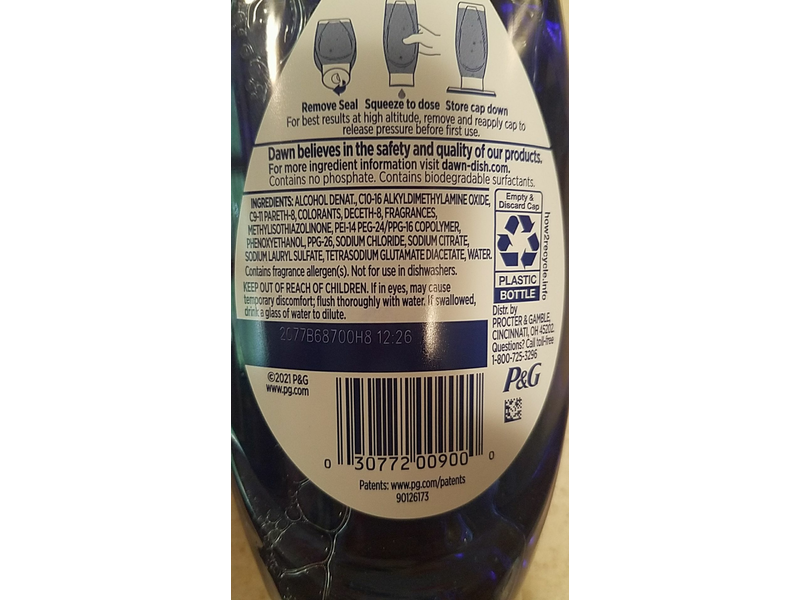 Remove Seal Squeeze to dose Store cap down
For best results at high altitude, remove and reapply cap to
release pressure before first use.
Dawn believes in the safety and quality of our products.
For more ingredient information visit dawn-dish.com.
Contains no phosphate. Contains biodegradable surfactants.
INGREDIENTS: ALCOHOL DENAT., C10-16 ALKYLDIMETHYLAMINE OXIDE,
C9-11 PARETH-8, COLORANTS, DECETH-8, FRAGRANCES,
METHYLISOTHIAZOLINONE, PEI-14 PEG-24/PPG-16 COPOLYMER,
PHENOXYETHANOL, PPG-26, SODIUM CHLORIDE, SODIUM CITRATE,
SODIUM LAURYL SULFATE, TETRASODIUM GLUTAMATE DIACETATE, WATER.
Contains fragrance allergen(s). Not for use in dishwashers.
KEEP OUT OF REACH OF CHILDREN. If in eyes, may cause
temporary discomfort; flush thoroughly with water. If swallowed,
drink a glass of water to dilute.
Empty &
Discard Cap
PLASTIC
BOTTLE
how2recycle.info
Distr. by
PROCTER & GAMBLE,
CINCINNATI, OH 45202
Questions? Call toll-free
1-800-725-3296
P&G
2077B68700H8 12:26
©2021 P&G
www.pg.com
0 30772 00900 0
Patents: www.pg.com/patents
90126173